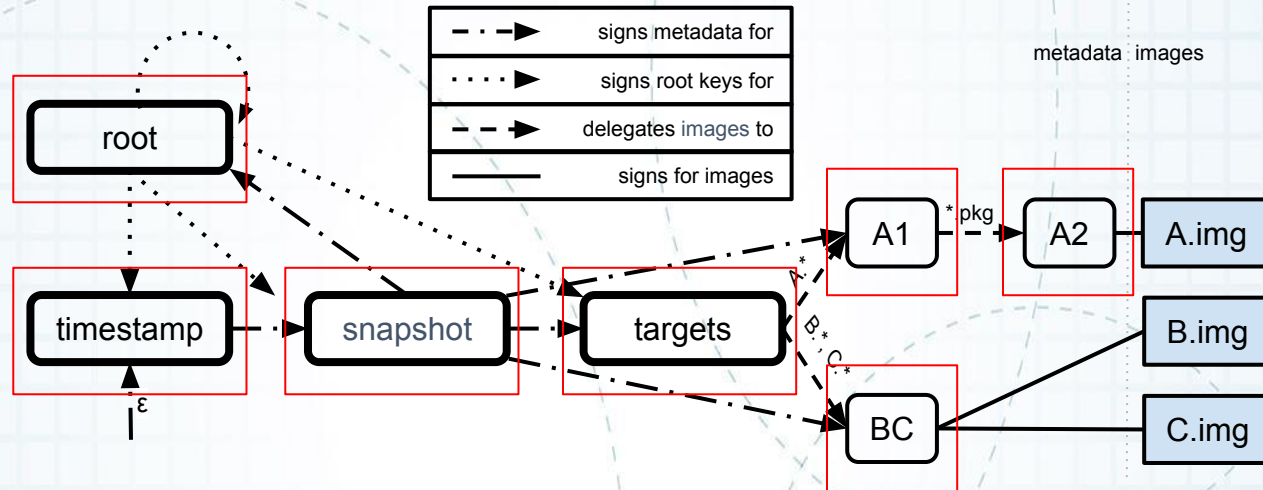 signs metadata for
signs root keys for
delegates images to
signs for images
metadata images
root
timestamp
snapshot
targets
ε
A.*
B.*, C.*
A1
*.pkg
A2
BC
A.img
B.img
C.img